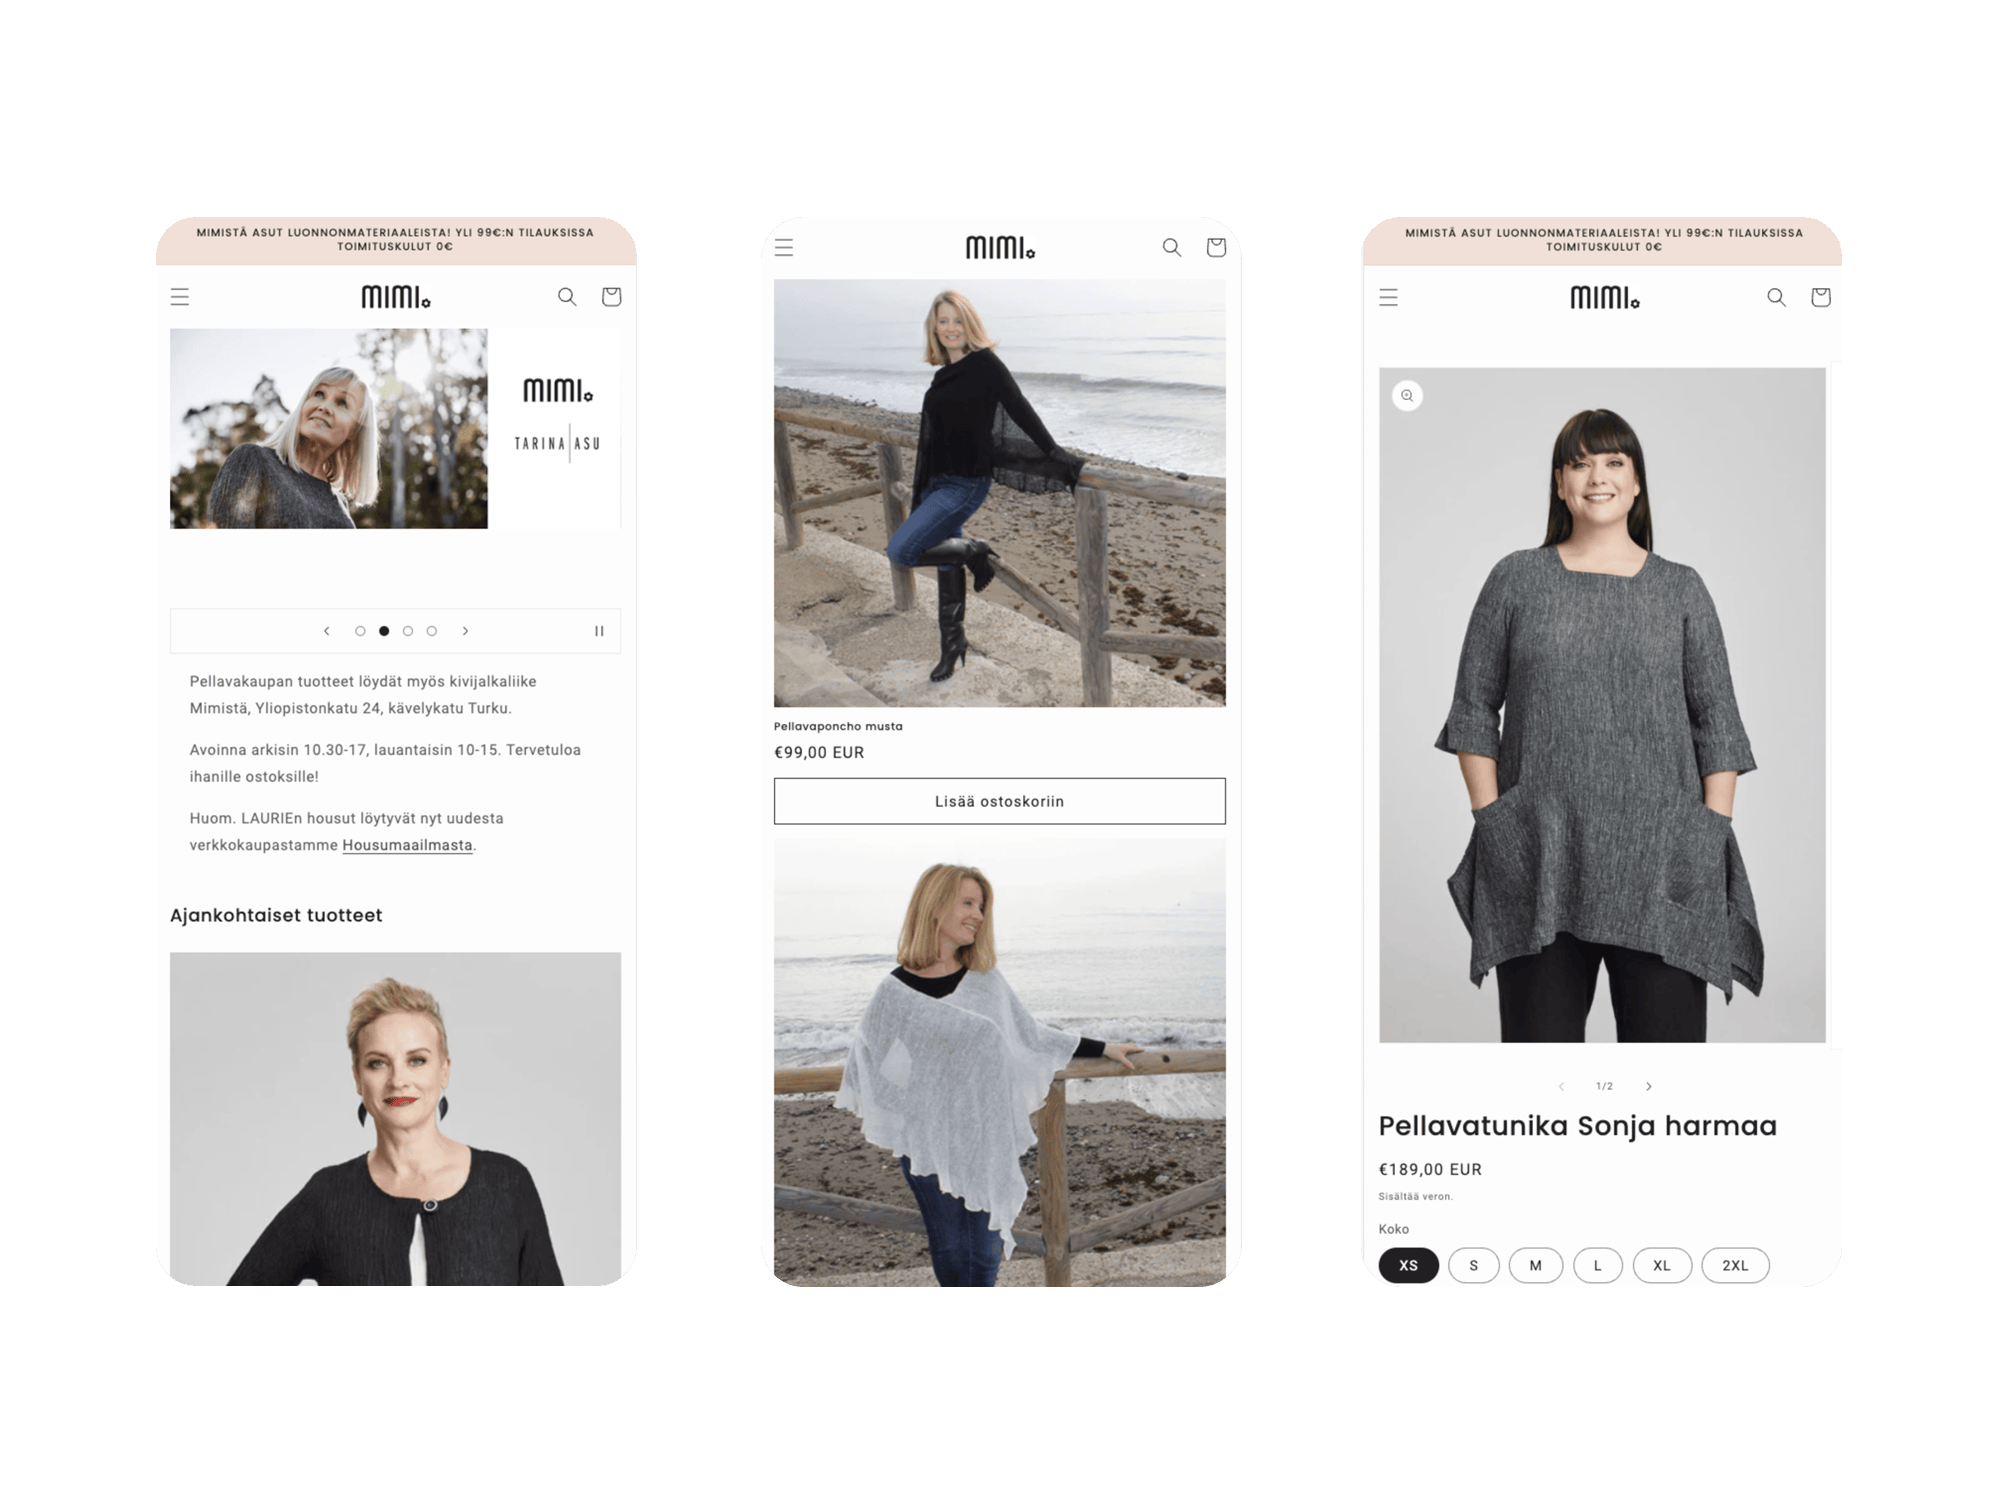 MIMISTÄ ASUT LUONNONMATERIAALEISTA! YLI 99€:N TILAUKSISSA
TOIMITUSKULUT 0€
mimi.
mimi.
TARINA|ASU
Pellavakaupan tuotteet löydät myös kivijalkaliike
Mimistä, Yliopistonkatu 24, kävelykatu Turku.
Avoinna arkisin 10.30-17, lauantaisin 10-15. Tervetuloa
ihanille ostoksille!
Huom. LAURIEn housut löytyvät nyt uudesta
verkkokaupastamme Housumaailmasta.
Ajankohtaiset tuotteet
mimi.
Pellavaponcho musta
€99,00 EUR
Lisää ostoskoriin
MIMISTÄ ASUT LUONNONMATERIAALEISTA! YLI 99€:N TILAUKSISSA
TOIMITUSKULUT 0€
mimi.
1/2
Pellavatunika Sonja harmaa
€189,00 EUR
Sisältää veron.
Koko
XS S M L XL 2XL